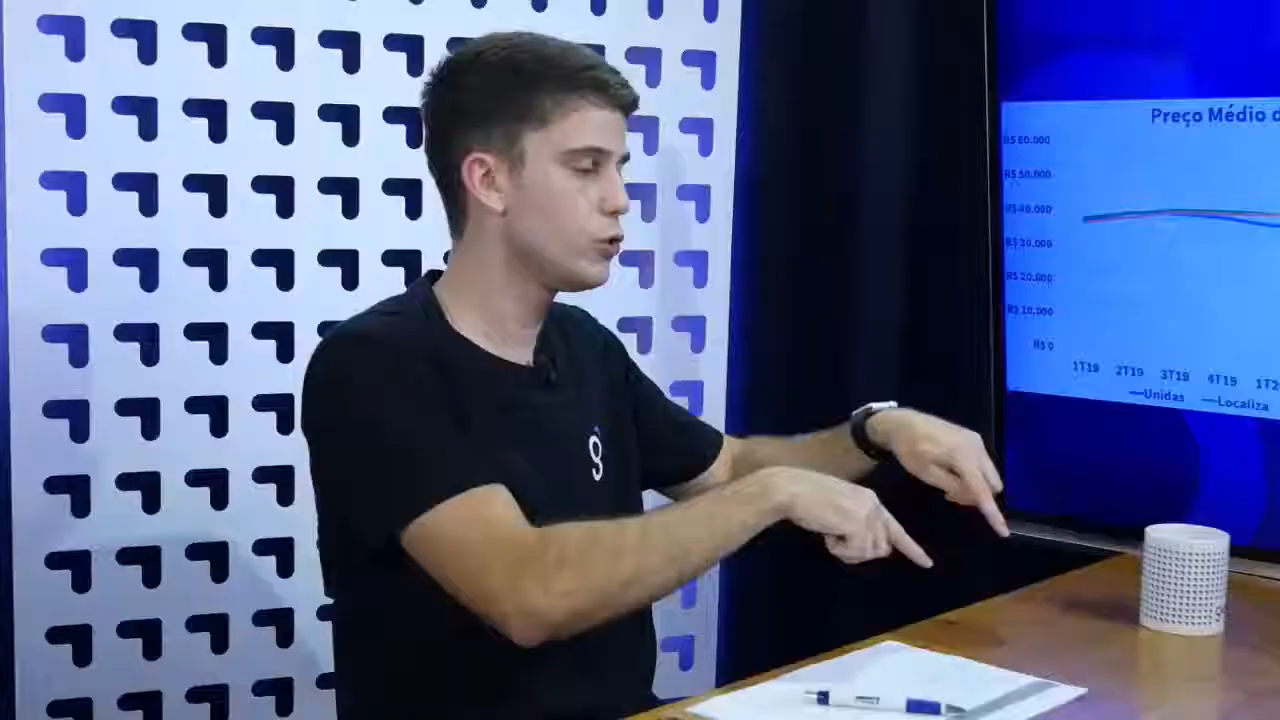 Preço Médio d
R$ 60.000
R$ 50.000
R$ 40.000
R$ 30.000
R$ 20.000
R$ 10.000
R$ 0
1T19 2T19 3T19 4T19 1T2
Unidas Localiza
g